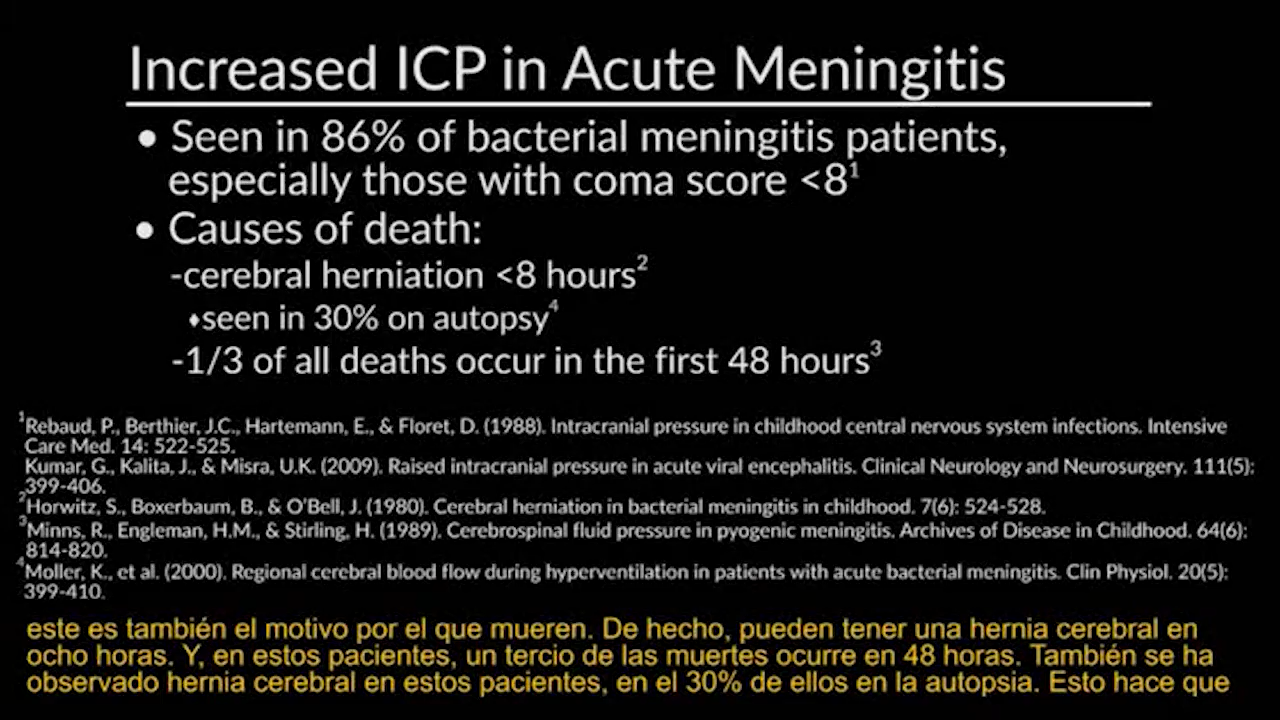 Increased ICP in Acute Meningitis
• Seen in 86% of bacterial meningitis patients,
especially those with coma score <8¹
• Causes of death:
-cerebral herniation <8 hours²
♦seen in 30% on autopsy⁴
-1/3 of all deaths occur in the first 48 hours³
¹Rebaud, P., Berthier, J.C., Hartemann, E., & Floret, D. (1988). Intracranial pressure in childhood central nervous system infections. Intensive
Care Med. 14: 522-525.
Kumar, G., Kalita, J., & Misra, U.K. (2009). Raised intracranial pressure in acute viral encephalitis. Clinical Neurology and Neurosurgery. 111(5):
399-406.
²Horwitz, S., Boxerbaum, B., & O'Bell, J. (1980). Cerebral herniation in bacterial meningitis in childhood. 7(6): 524-528.
³Minns, R., Engleman, H.M., & Stirling, H. (1989). Cerebrospinal fluid pressure in pyogenic meningitis. Archives of Disease in Childhood. 64(6):
814-820.
⁴Moller, K., et al. (2000). Regional cerebral blood flow during hyperventilation in patients with acute bacterial meningitis. Clin Physiol. 20(5):
399-410.
este es también el motivo por el que mueren. De hecho, pueden tener una hernia cerebral en
ocho horas. Y, en estos pacientes, un tercio de las muertes ocurre en 48 horas. También se ha
observado hernia cerebral en estos pacientes, en el 30% de ellos en la autopsia. Esto hace que